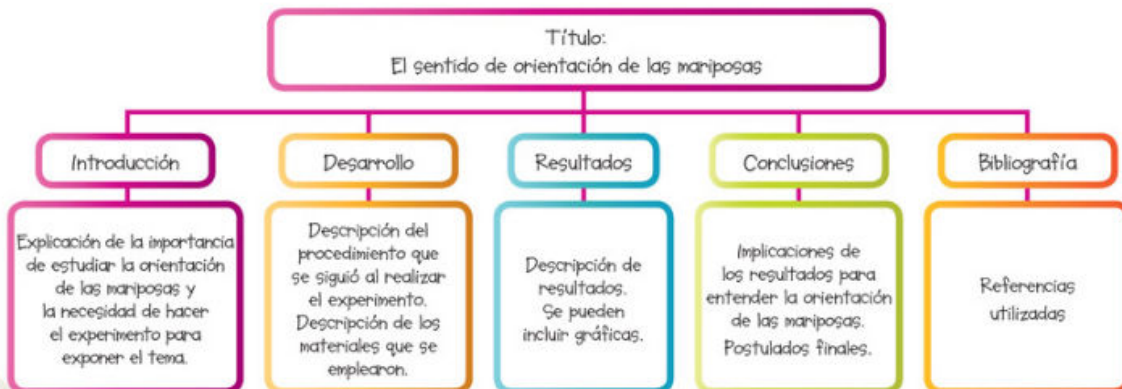 Título:
El sentido de orientación de las mariposas
Introducción
Desarrollo
Resultados
Conclusiones
Bibliografía
Explicación de la importancia
de estudiar la orientación
de las mariposas y
la necesidad de hacer
el experimento para
exponer el tema.
Descripción del
procedimiento que
se siguió al realizar
el experimento.
Descripción de los
materiales que se
emplearon.
Descripción de
resultados.
Se pueden
incluir gráficas.
Implicaciones de
los resultados para
entender la orientación
de las mariposas.
Postulados finales.
Referencias
utilizadas